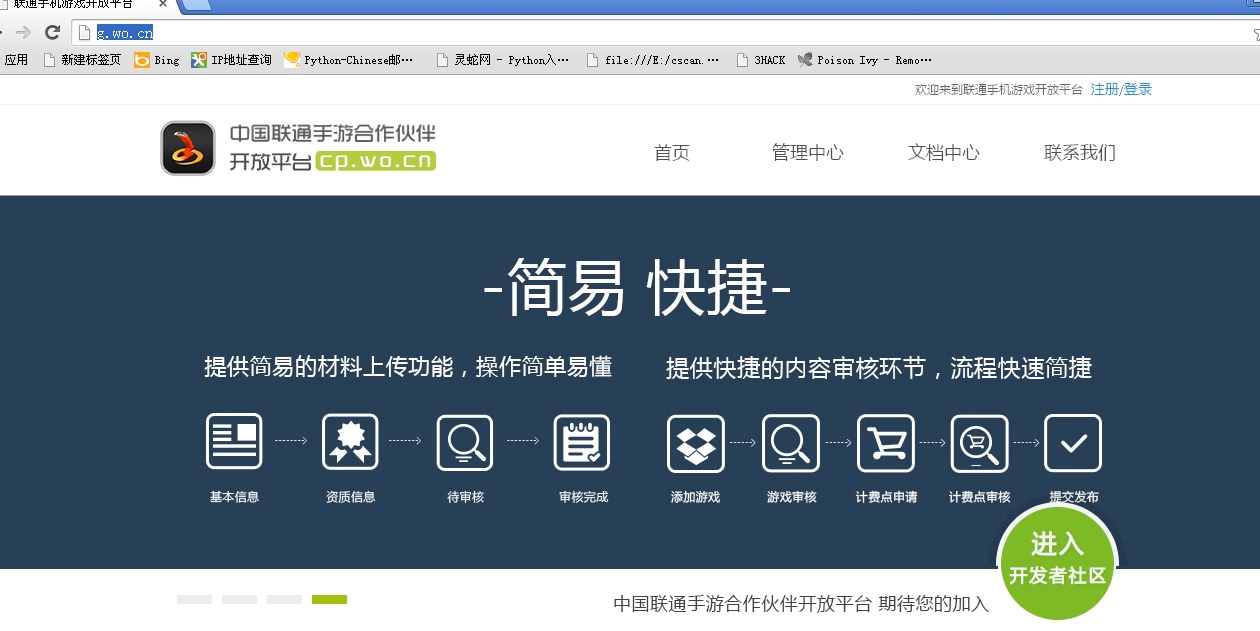 联通手机游戏开放平台
g.wo.cn
应用 新建标签页 Bing IP地址查询 Python-Chinese邮… 灵蛇网 - Python入… file:///E:/cscan.… 3HACK Poison Ivy - Remo…
欢迎来到联通手机游戏开放平台 注册/登录
中国联通手游合作伙伴
开放平台 cp.wo.cn
首页 管理中心 文档中心 联系我们
-简易 快捷-
提供简易的材料上传功能，操作简单易懂
提供快捷的内容审核环节，流程快速简捷
基本信息 资质信息 待审核 审核完成 添加游戏 游戏审核 计费点申请 计费点审核 提交发布
进入
开发者社区
中国联通手游合作伙伴开放平台 期待您的加入